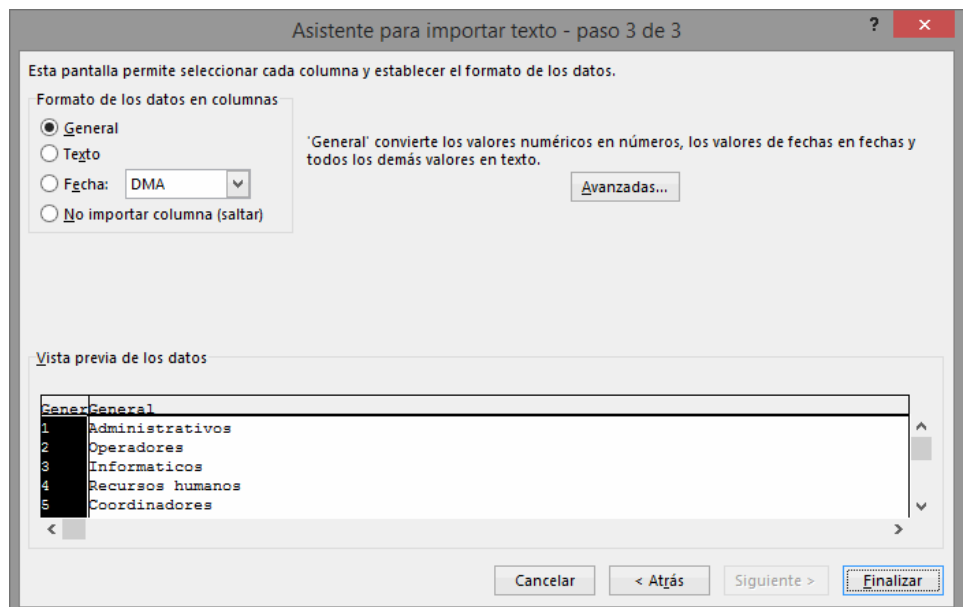 Asistente para importar texto - paso 3 de 3
?
×
Esta pantalla permite seleccionar cada columna y establecer el formato de los datos.
Formato de los datos en columnas
General
Texto
Fecha: DMA
No importar columna (saltar)
'General' convierte los valores numéricos en números, los valores de fechas en fechas y
todos los demás valores en texto.
Avanzadas...
Vista previa de los datos
GenerGeneral
1 Administrativos
2 Operadores
3 Informaticos
4 Recursos humanos
5 Coordinadores
Cancelar
< Atrás
Siguiente >
Finalizar